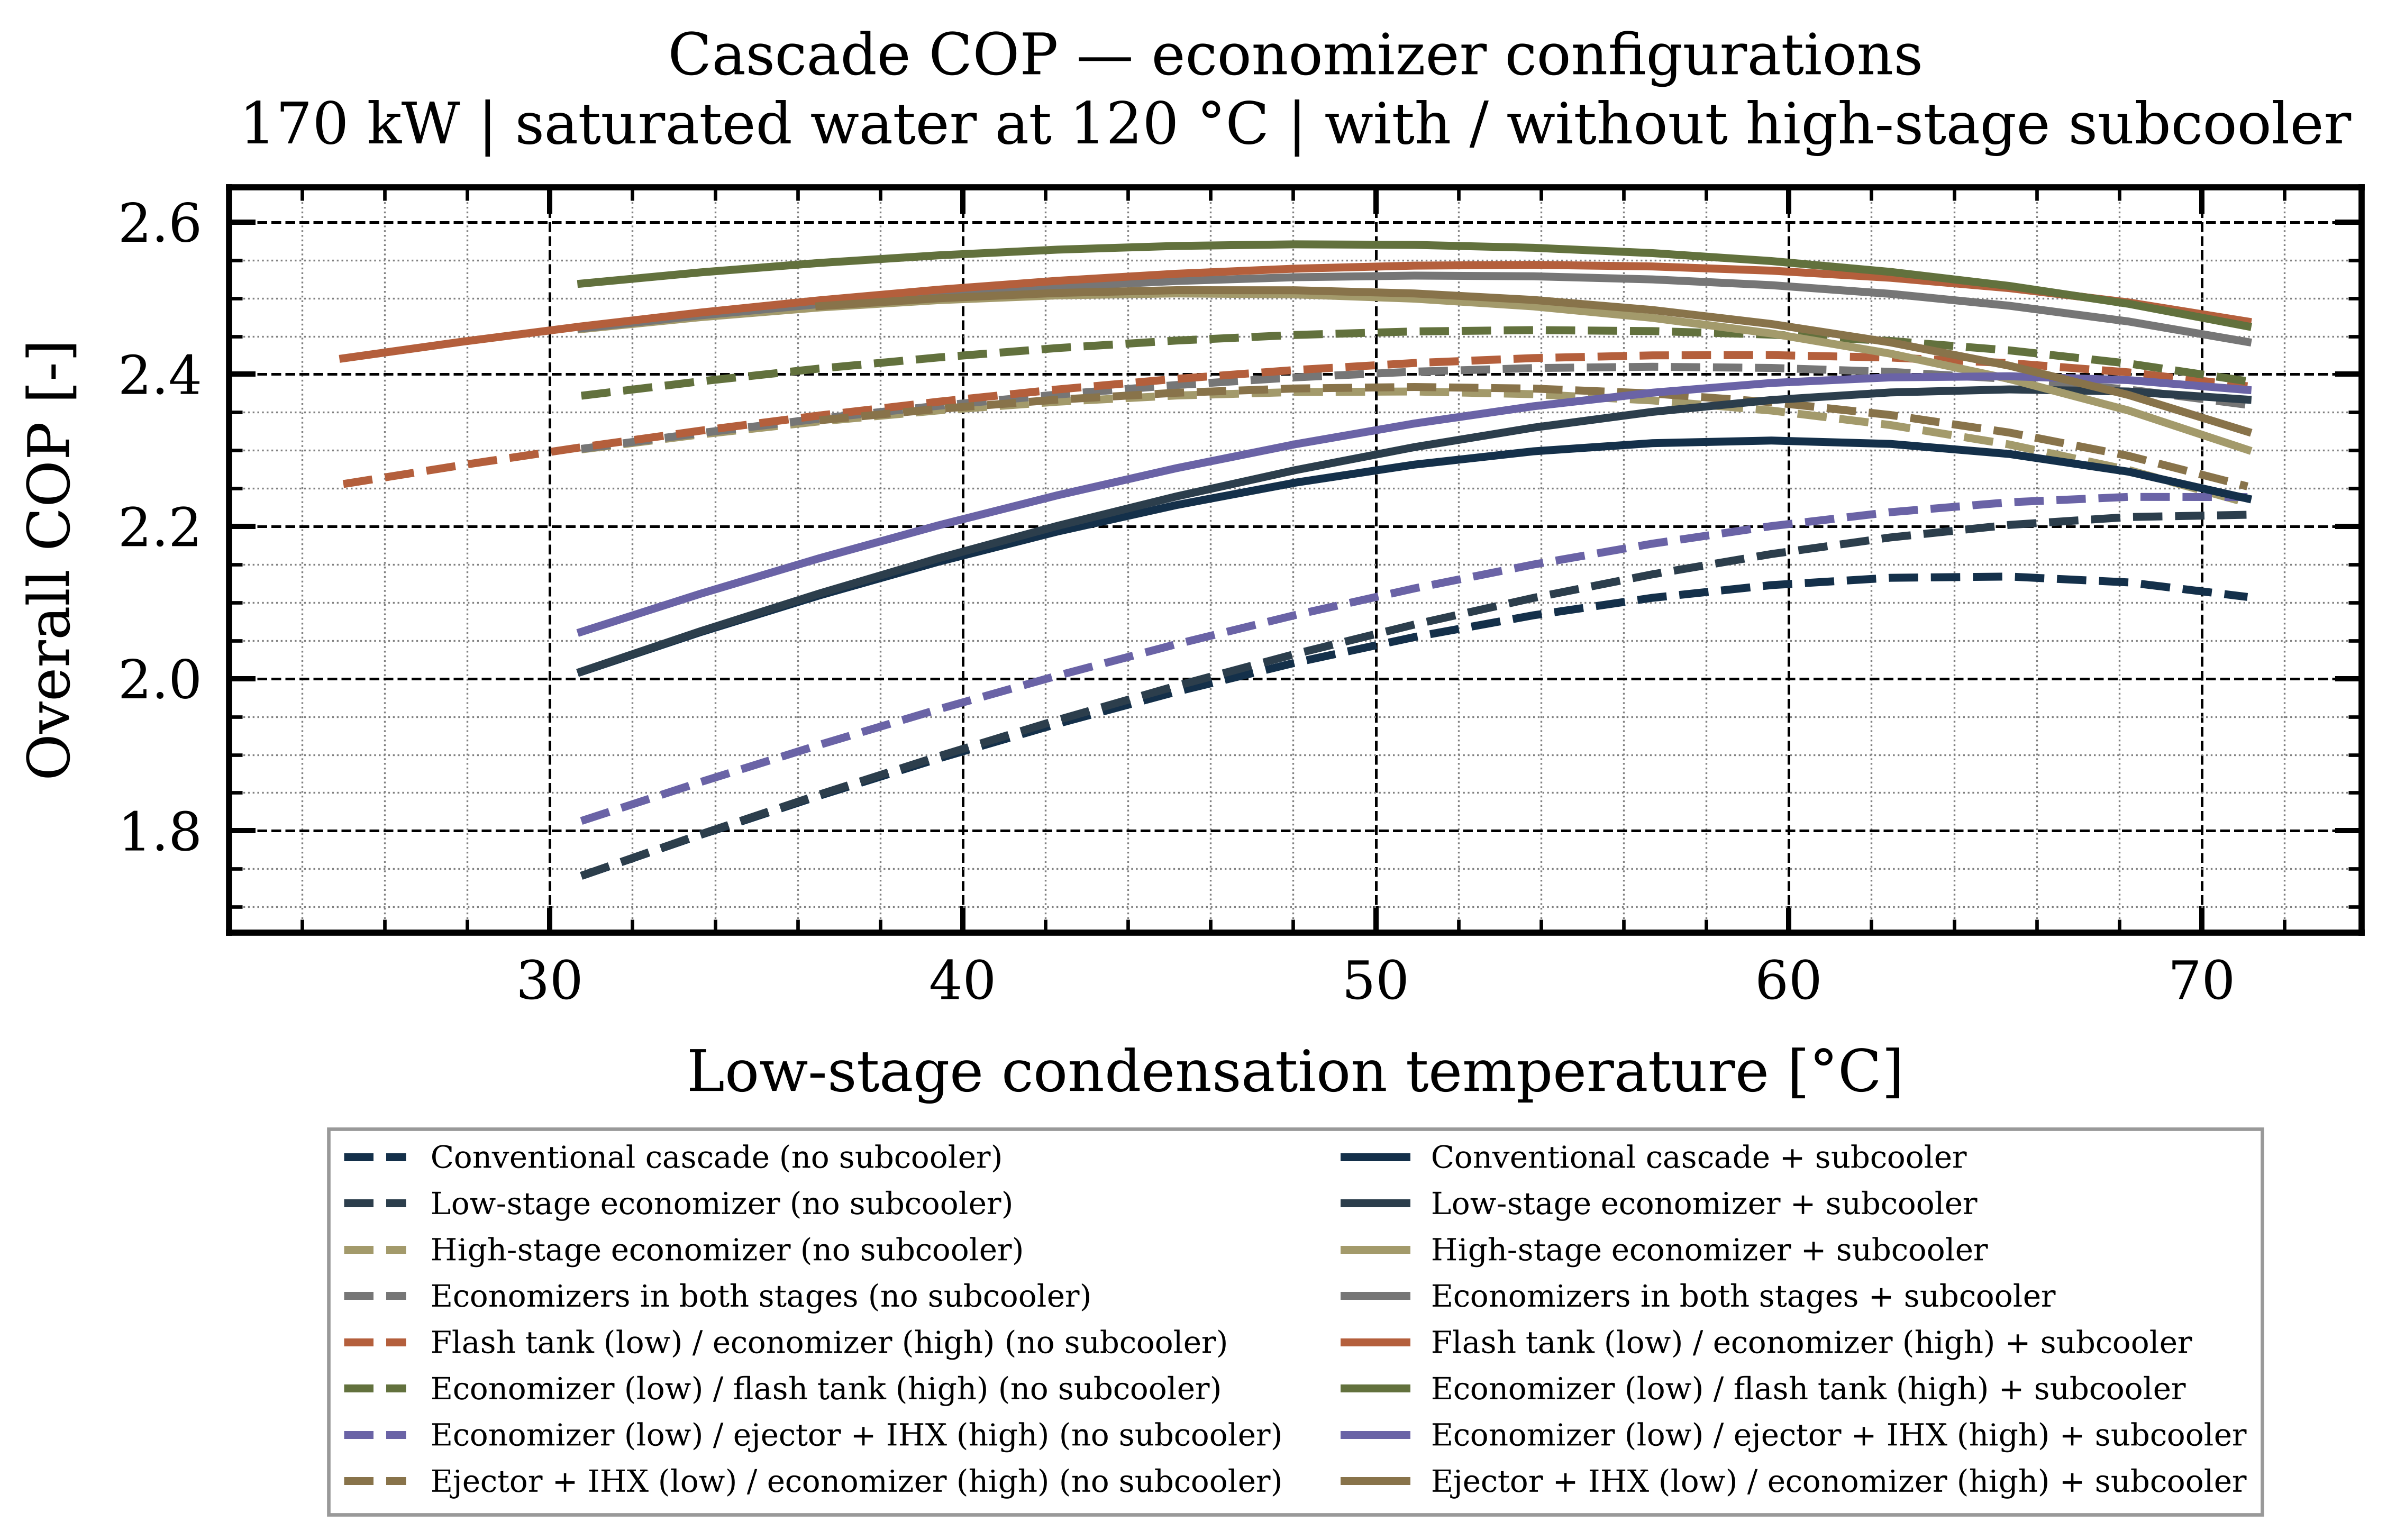 Cascade COP — economizer configurations
170 kW | saturated water at 120 °C | with / without high-stage subcooler
Overall COP [-]
2.6
2.4
2.2
2.0
1.8
30 40 50 60 70
Low-stage condensation temperature [°C]
Conventional cascade (no subcooler)
Low-stage economizer (no subcooler)
High-stage economizer (no subcooler)
Economizers in both stages (no subcooler)
Flash tank (low) / economizer (high) (no subcooler)
Economizer (low) / flash tank (high) (no subcooler)
Economizer (low) / ejector + IHX (high) (no subcooler)
Ejector + IHX (low) / economizer (high) (no subcooler)
Conventional cascade + subcooler
Low-stage economizer + subcooler
High-stage economizer + subcooler
Economizers in both stages + subcooler
Flash tank (low) / economizer (high) + subcooler
Economizer (low) / flash tank (high) + subcooler
Economizer (low) / ejector + IHX (high) + subcooler
Ejector + IHX (low) / economizer (high) + subcooler